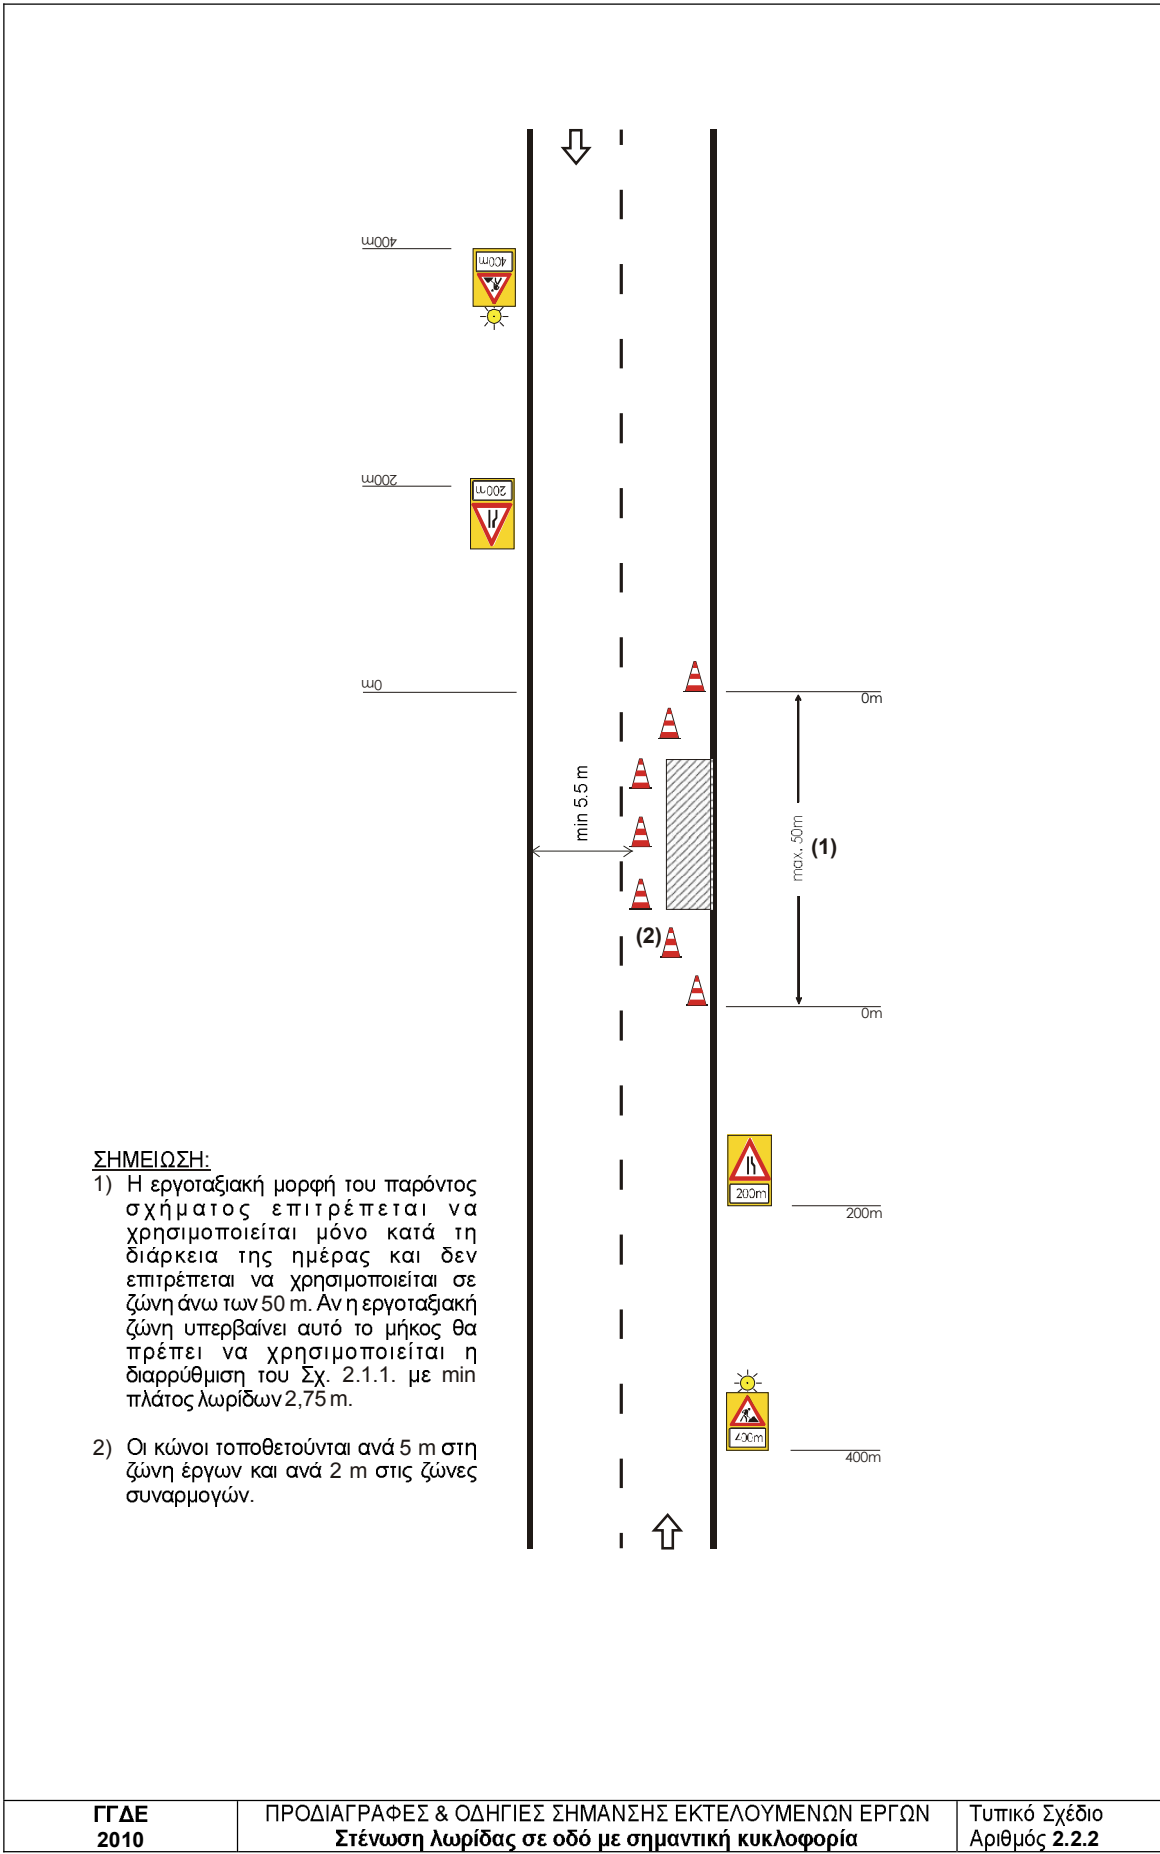 400m
400m
200m
200m
0m
0m
min 5.5 m
max. 50m
(1)
(2)
0m
200m
200m
400m
400m
ΣΗΜΕΙΩΣΗ:
1) Η εργοταξιακή μορφή του παρόντος
σχήματος επιτρέπεται να
χρησιμοποιείται μόνο κατά τη
διάρκεια της ημέρας και δεν
επιτρέπεται να χρησιμοποιείται σε
ζώνη άνω των 50 m. Αν η εργοταξιακή
ζώνη υπερβαίνει αυτό το μήκος θα
πρέπει να χρησιμοποιείται η
διαρρύθμιση του Σχ. 2.1.1. με min
πλάτος λωρίδων 2,75 m.
2) Οι κώνοι τοποθετούνται ανά 5 m στη
ζώνη έργων και ανά 2 m στις ζώνες
συναρμογών.
ΓΓΔΕ
2010
ΠΡΟΔΙΑΓΡΑΦΕΣ & ΟΔΗΓΙΕΣ ΣΗΜΑΝΣΗΣ ΕΚΤΕΛΟΥΜΕΝΩΝ ΕΡΓΩΝ
Στένωση λωρίδας σε οδό με σημαντική κυκλοφορία
Τυπικό Σχέδιο
Αριθμός 2.2.2